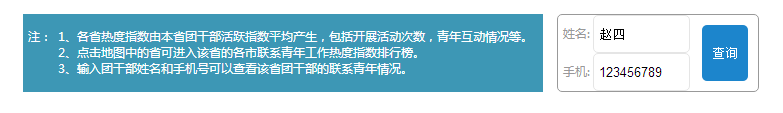 注： 1、各省热度指数由本省团干部活跃指数平均产生，包括开展活动次数，青年互动情况等。
2、点击地图中的省可进入该省的各市联系青年工作热度指数排行榜。
3、输入团干部姓名和手机号可以查看该省团干部的联系青年情况。
姓名: 赵四
手机: 123456789
查询